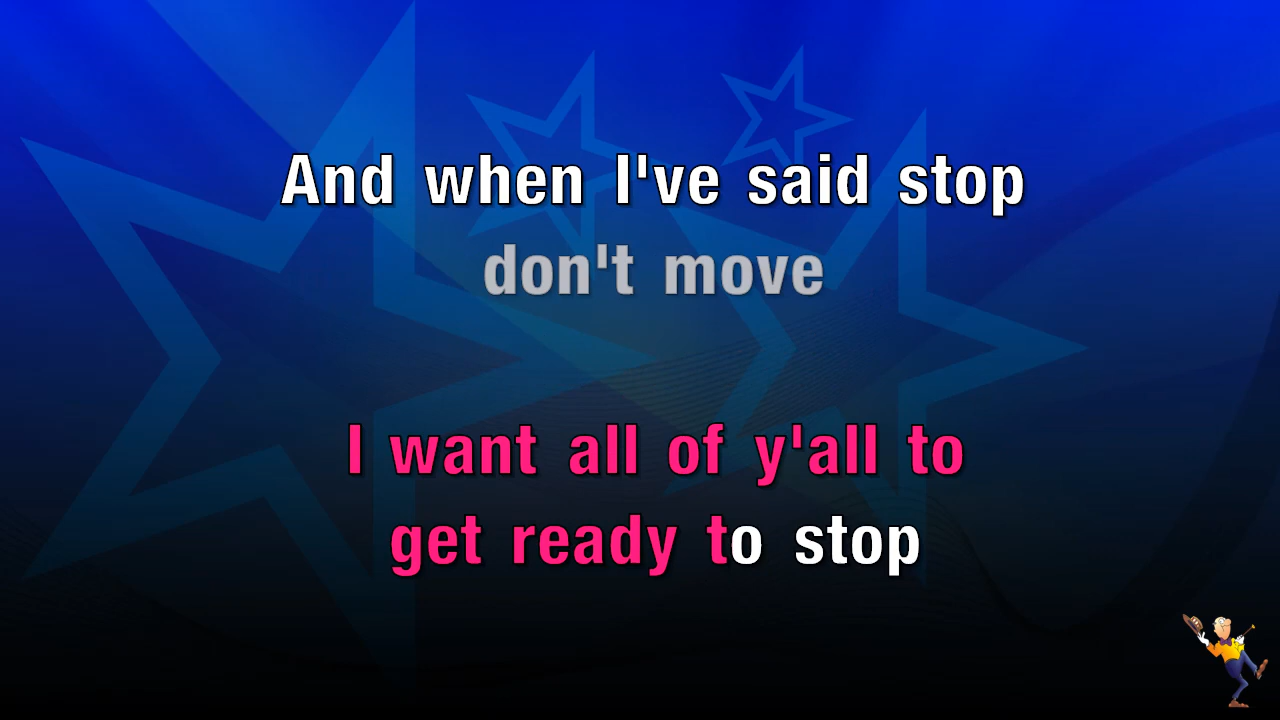 And when I've said stop
don't move
I want all of y'all to
get ready to stop